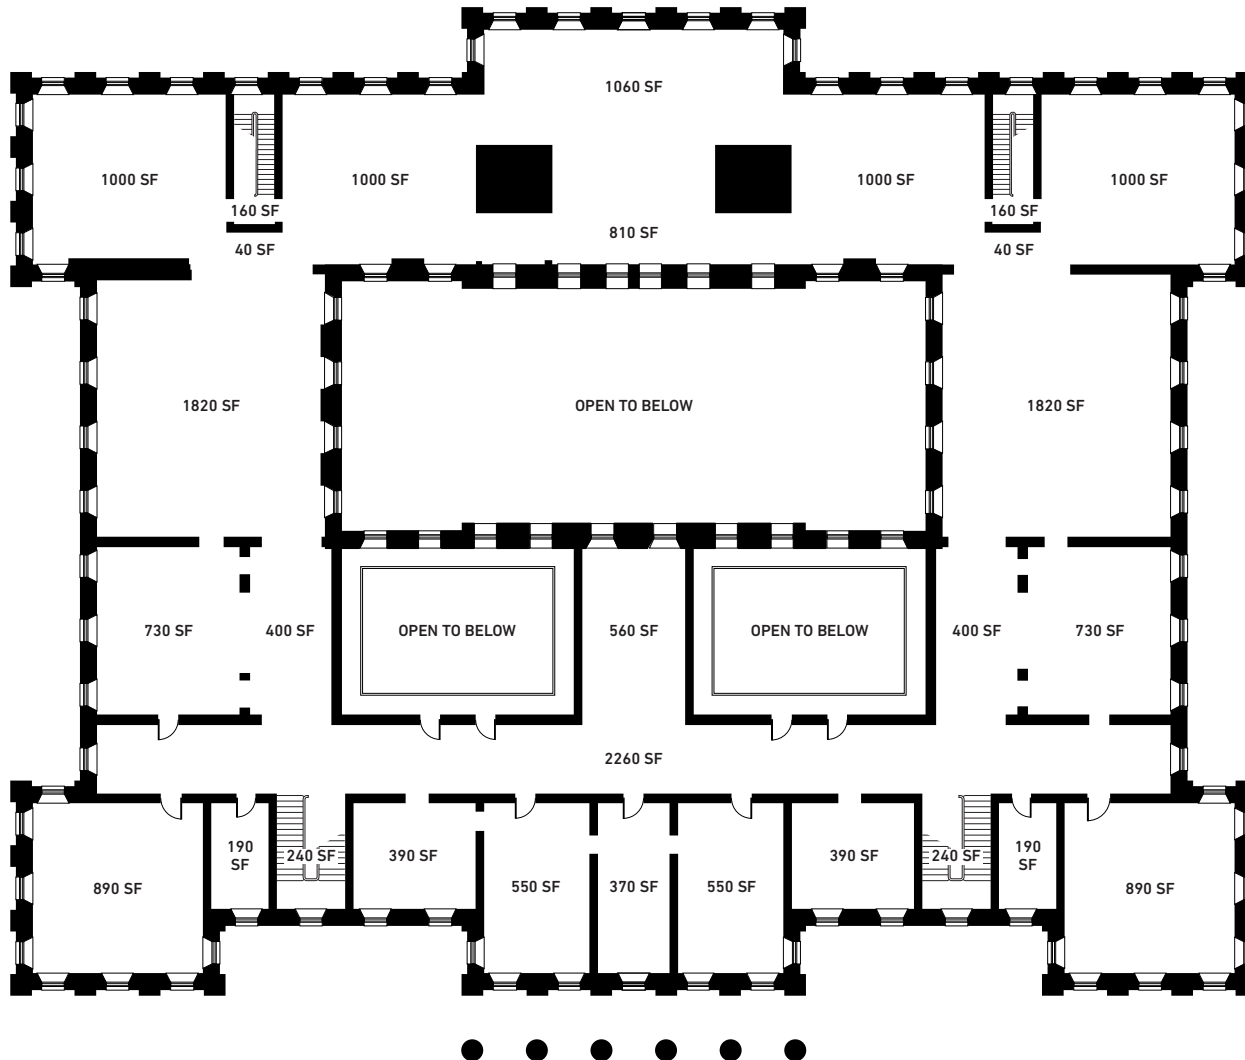 1060 SF
1000 SF
1000 SF
1000 SF
1000 SF
160 SF
160 SF
810 SF
40 SF
40 SF
1820 SF
OPEN TO BELOW
1820 SF
730 SF
400 SF
OPEN TO BELOW
560 SF
OPEN TO BELOW
400 SF
730 SF
2260 SF
190
SF
240 SF
390 SF
390 SF
240 SF
190
SF
890 SF
550 SF
370 SF
550 SF
890 SF